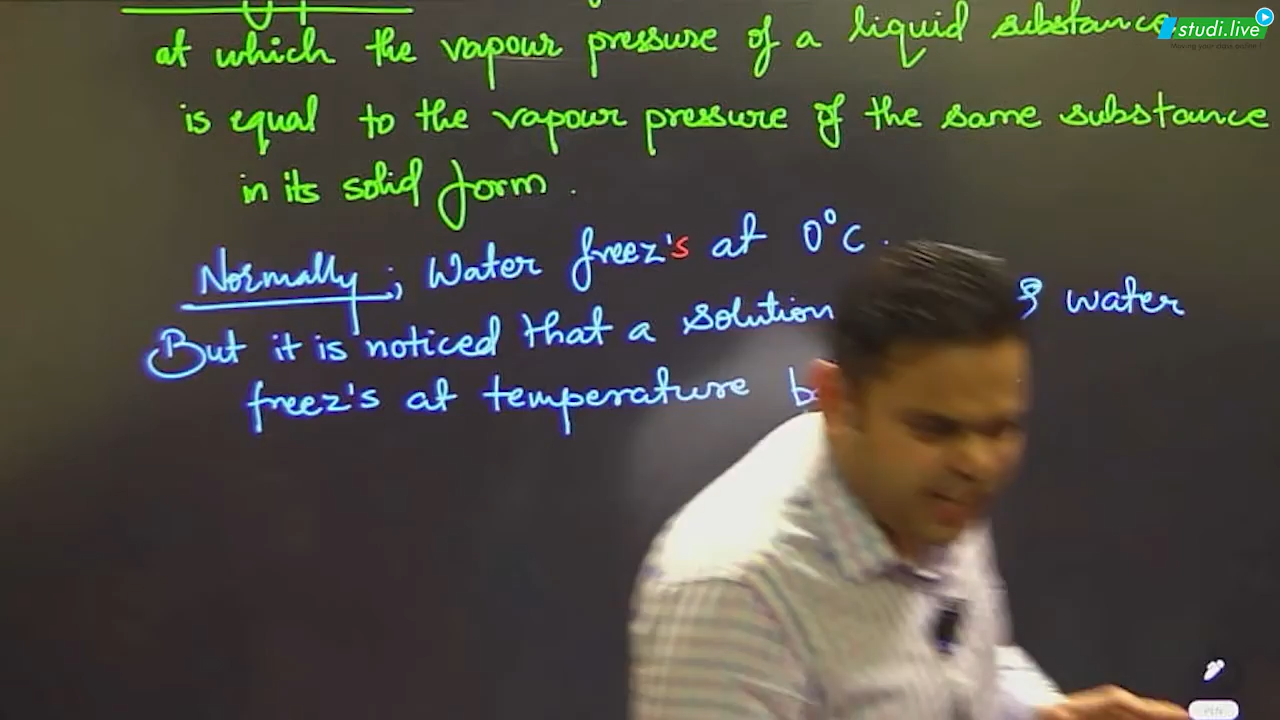 at which the vapour pressure of a liquid substance
is equal to the vapour pressure of the same substance
in its solid form.
Normally; Water freez's at 0°C.
But it is noticed that a solution & water
freez's at temperature
studi.live
PEN